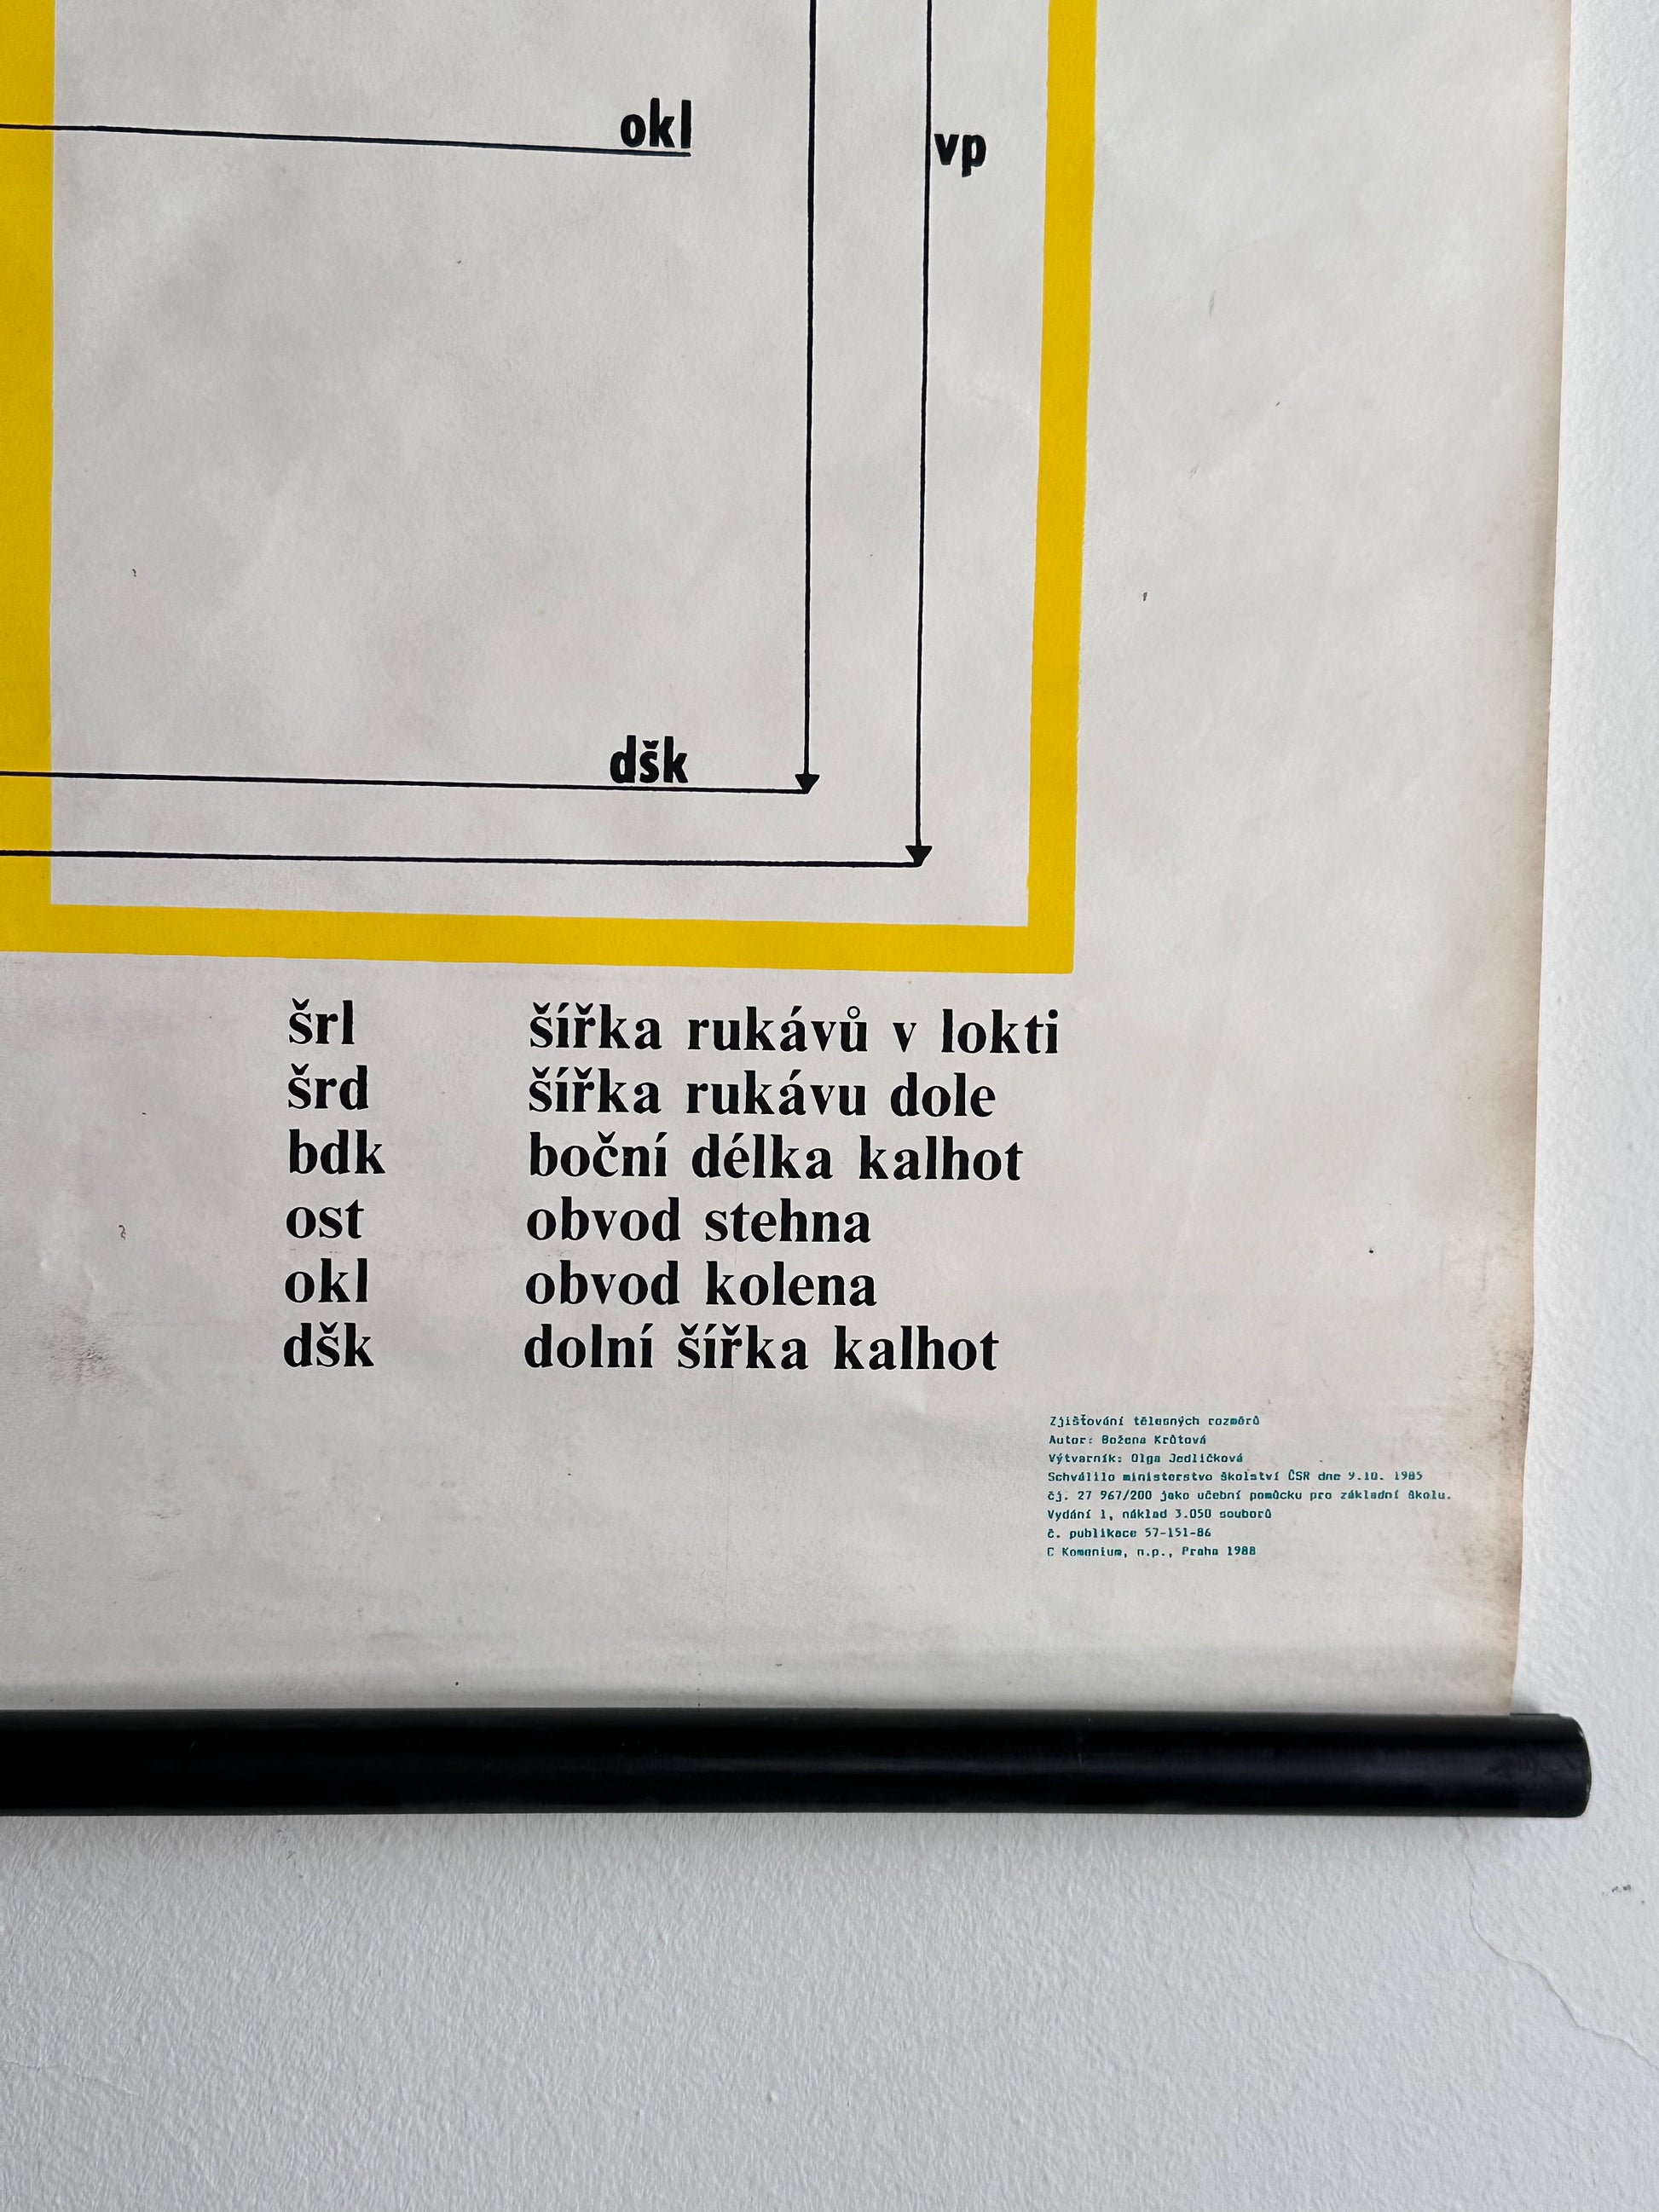 okl
vp
dšk
šrl šířka rukávů v lokti
šrd šířka rukávu dole
bdk boční délka kalhot
ost obvod stehna
okl obvod kolena
dšk dolní šířka kalhot
Zjišťování tělesných rozměrů
Autor: Božena Krůtová
Výtvarník: Olga Jedličková
Schválilo ministerstvo školství ČSR dne 9.10. 1985
čj. 27 967/200 jako učební pomůcku pro základní školu.
Vydání 1, náklad 3.050 souborů
č. publikace 57-151-86
C Komenium, n.p., Praha 1988